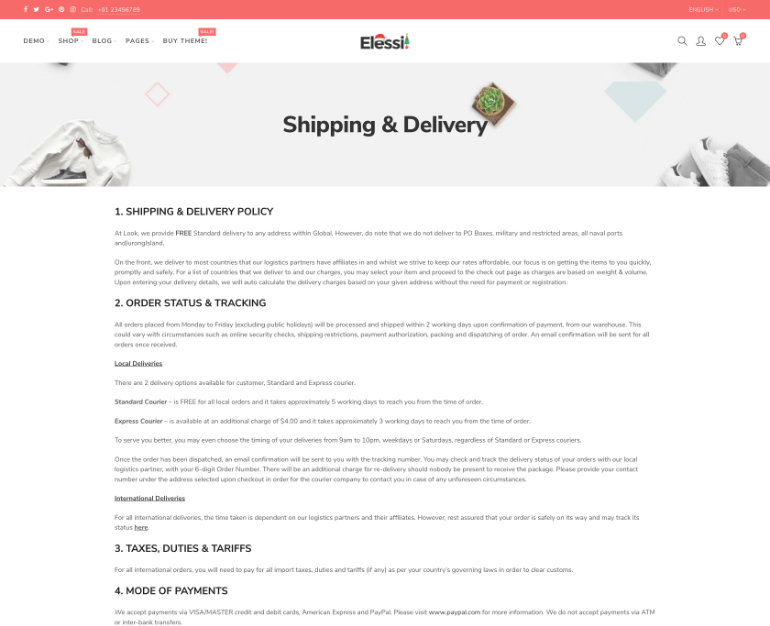 Call: +01 23456789
ENGLISH USD
SALE SALE!
DEMO SHOP BLOG PAGES BUY THEME!
Elessi
0 0
Shipping & Delivery
1. SHIPPING & DELIVERY POLICY
At Look, we provide FREE Standard delivery to any address within Global. However, do note that we do not deliver to PO Boxes, military and restricted areas, all naval ports
andJurongIsland.
On the front, we deliver to most countries that our logistics partners have affiliates in and whilst we strive to keep our rates affordable, our focus is on getting the items to you quickly,
promptly and safely. For a list of countries that we deliver to and our charges, you may select your item and proceed to the check out page as charges are based on weight & volume.
Upon entering your delivery details, we will auto calculate the delivery charges based on your given address without the need for payment or registration.
2. ORDER STATUS & TRACKING
All orders placed from Monday to Friday (excluding public holidays) will be processed and shipped within 2 working days upon confirmation of payment, from our warehouse. This
could vary with circumstances such as online security checks, shipping restrictions, payment authorization, packing and dispatching of order. An email confirmation will be sent for all
orders once received.
Local Deliveries
There are 2 delivery options available for customer, Standard and Express courier.
Standard Courier – is FREE for all local orders and it takes approximately 5 working days to reach you from the time of order.
Express Courier – is available at an additional charge of $4.00 and it takes approximately 3 working days to reach you from the time of order.
To serve you better, you may even choose the timing of your deliveries from 9am to 10pm, weekdays or Saturdays, regardless of Standard or Express couriers.
Once the order has been dispatched, an email confirmation will be sent to you with the tracking number. You may check and track the delivery status of your orders with our local
logistics partner, with your 6-digit Order Number. There will be an additional charge for re-delivery should nobody be present to receive the package. Please provide your contact
number under the address selected upon checkout in order for the courier company to contact you in case of any unforeseen circumstances.
International Deliveries
For all international deliveries, the time taken is dependent on our logistics partners and their affiliates. However, rest assured that your order is safely on its way and may track its
status here.
3. TAXES, DUTIES & TARIFFS
For all international orders, you will need to pay for all import taxes, duties and tariffs (if any) as per your country's governing laws in order to clear customs.
4. MODE OF PAYMENTS
We accept payments via VISA/MASTER credit and debit cards, American Express and PayPal. Please visit www.paypal.com for more information. We do not accept payments via ATM
or inter-bank transfers.